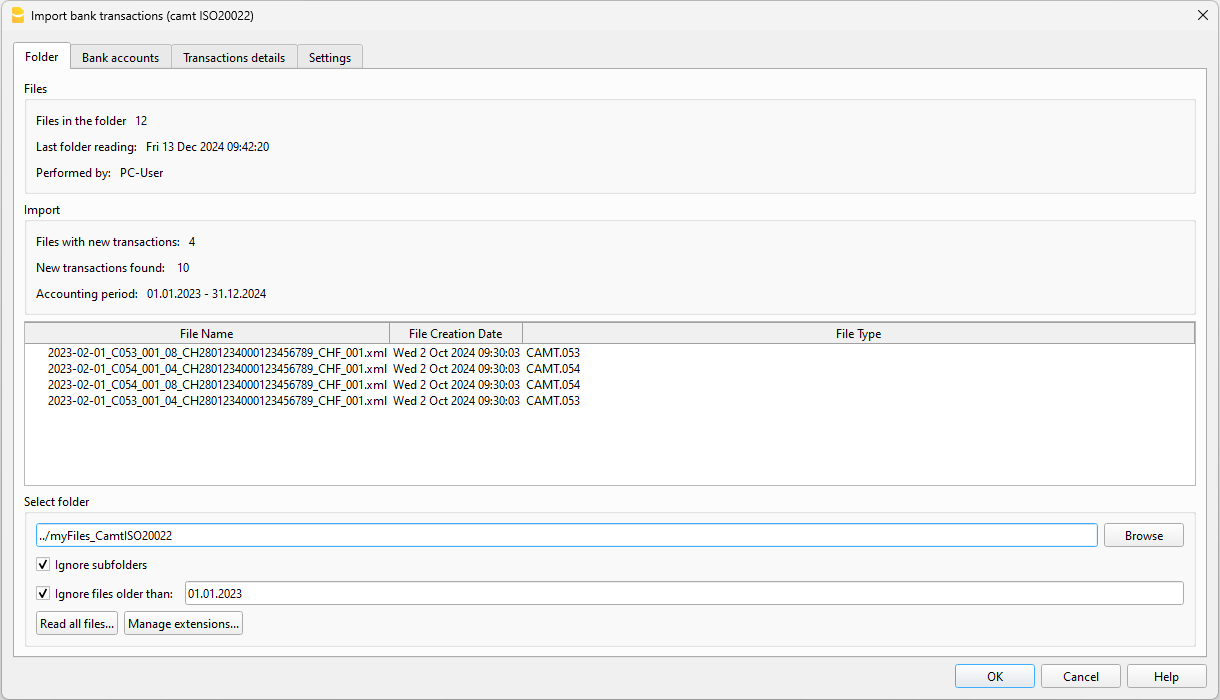 Import bank transactions (camt ISO20022)
Folder Bank accounts Transactions details Settings
Files
Files in the folder 12
Last folder reading: Fri 13 Dec 2024 09:42:20
Performed by: PC-User
Import
Files with new transactions: 4
New transactions found: 10
Accounting period: 01.01.2023 - 31.12.2024
File Name File Creation Date File Type
2023-02-01_C053_001_08_CH2801234000123456789_CHF_001.xml Wed 2 Oct 2024 09:30:03 CAMT.053
2023-02-01_C054_001_04_CH2801234000123456789_CHF_001.xml Wed 2 Oct 2024 09:30:03 CAMT.054
2023-02-01_C054_001_08_CH2801234000123456789_CHF_001.xml Wed 2 Oct 2024 09:30:03 CAMT.054
2023-02-01_C053_001_04_CH2801234000123456789_CHF_001.xml Wed 2 Oct 2024 09:30:03 CAMT.053
Select folder
../myFiles_CamtISO20022 Browse
Ignore subfolders
Ignore files older than: 01.01.2023
Read all files... Manage extensions...
OK Cancel Help